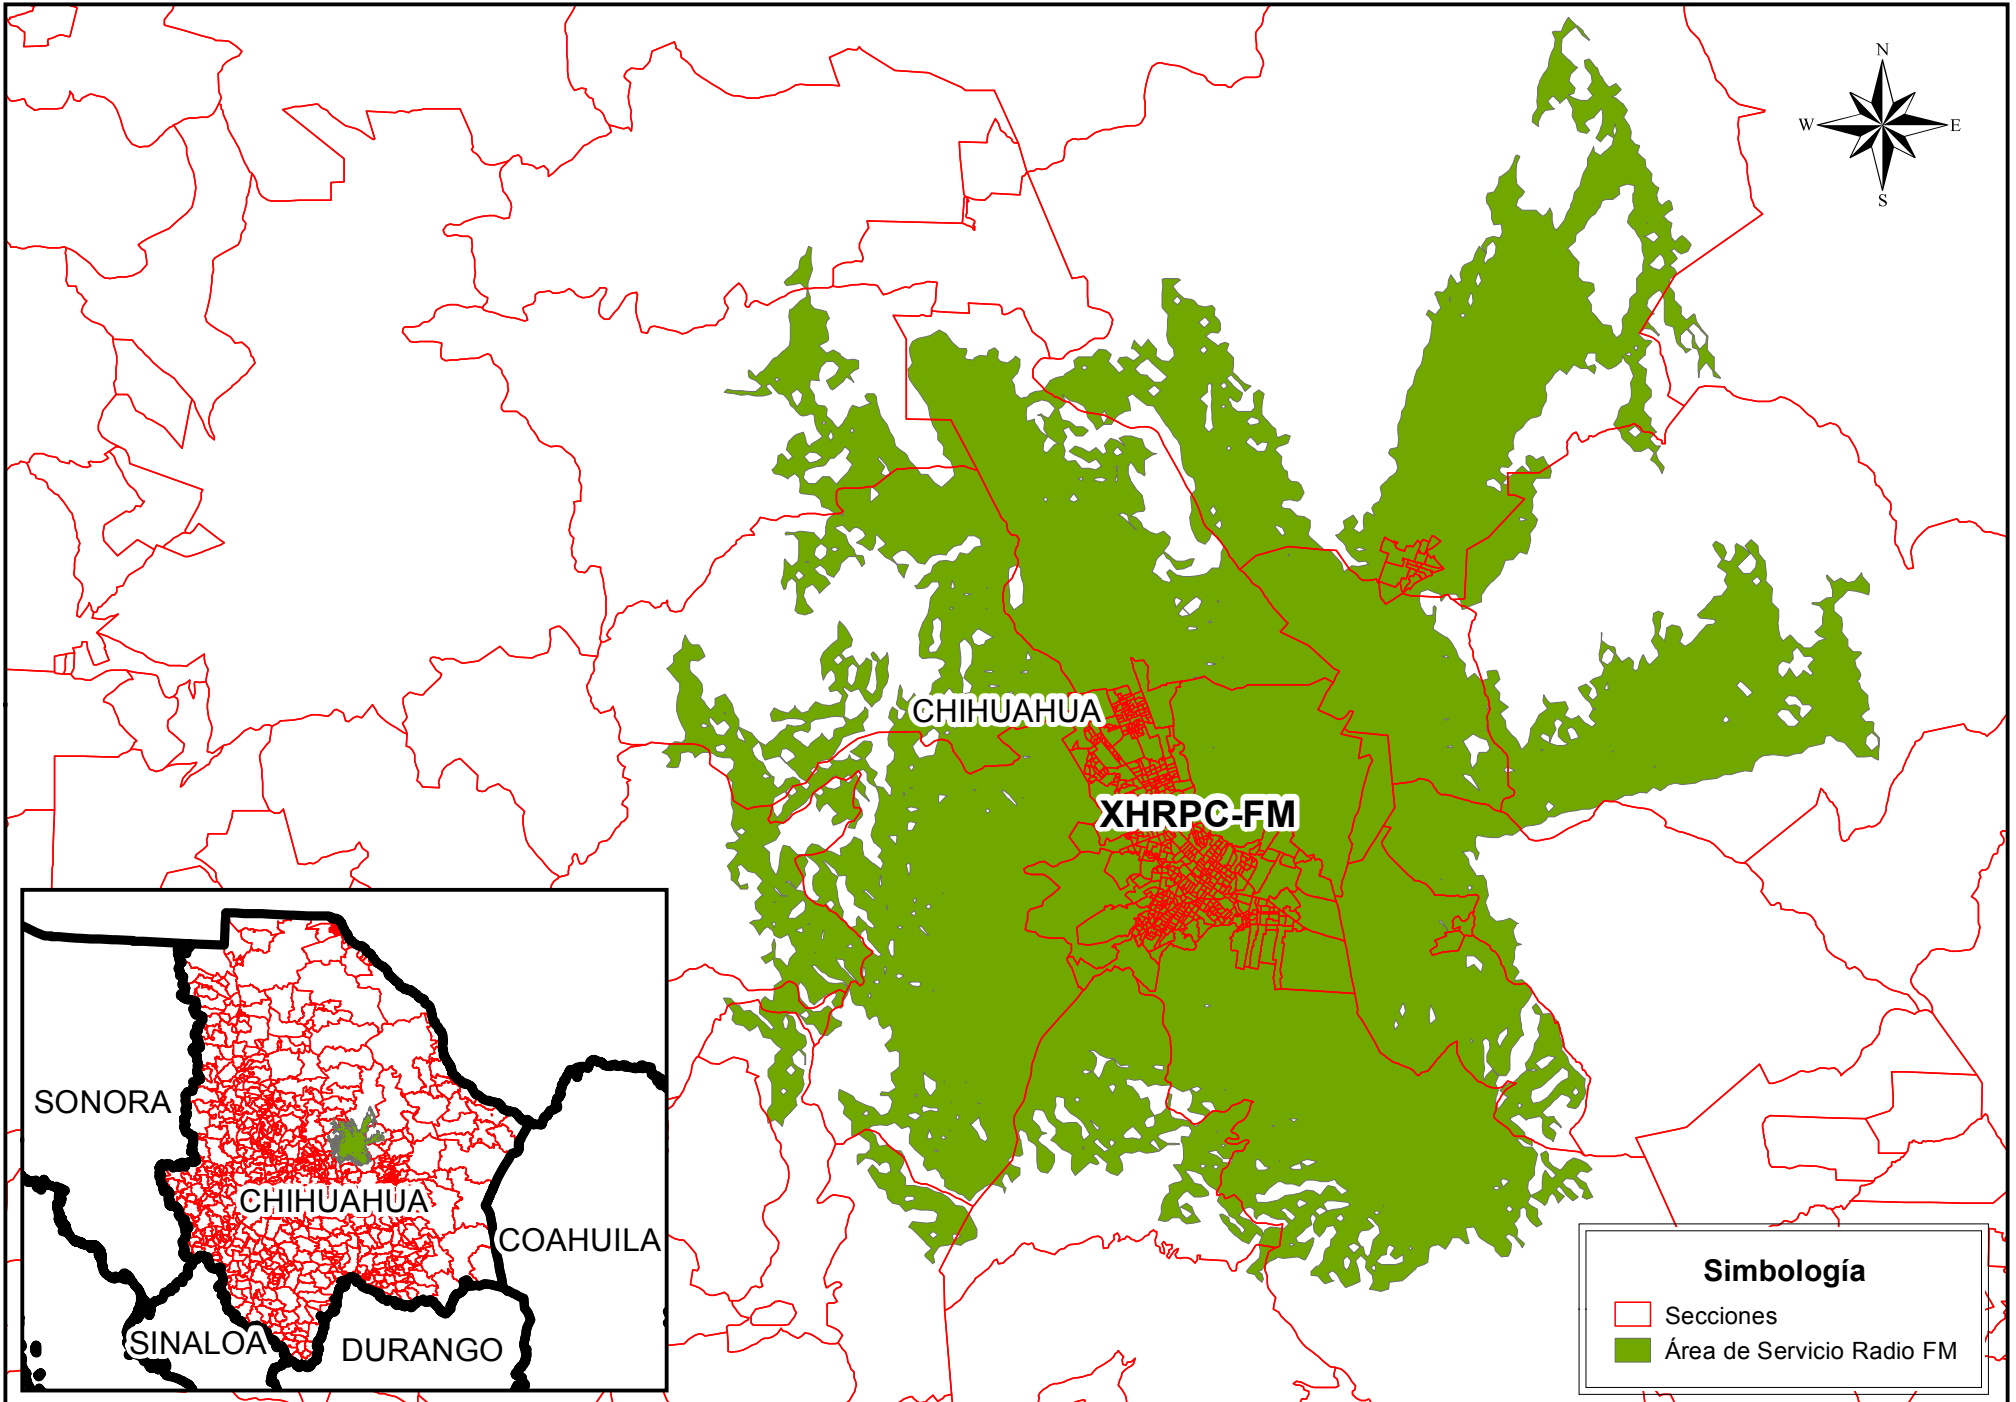 N
W E
S
CHIHUAHUA
XHRPC-FM
SONORA
CHIHUAHUA
COAHUILA
SINALOA
DURANGO
Simbología
Secciones
Área de Servicio Radio FM